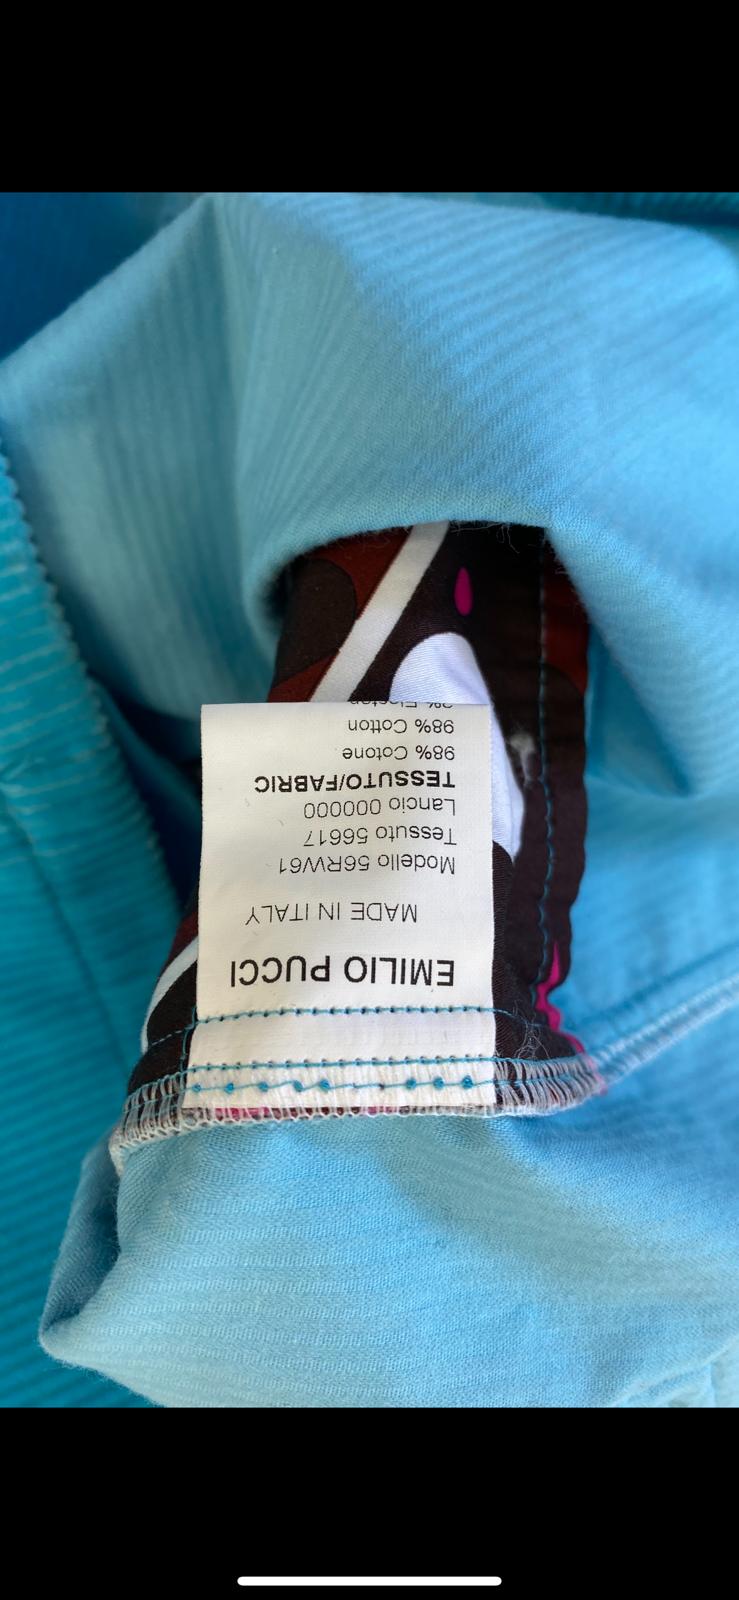 EMILIO PUCCI
MADE IN ITALY
Modello 56RW61
Tessuto 56617
Lancio 000000
TESSUTO/FABRIC
98% Cotone
98% Cotton